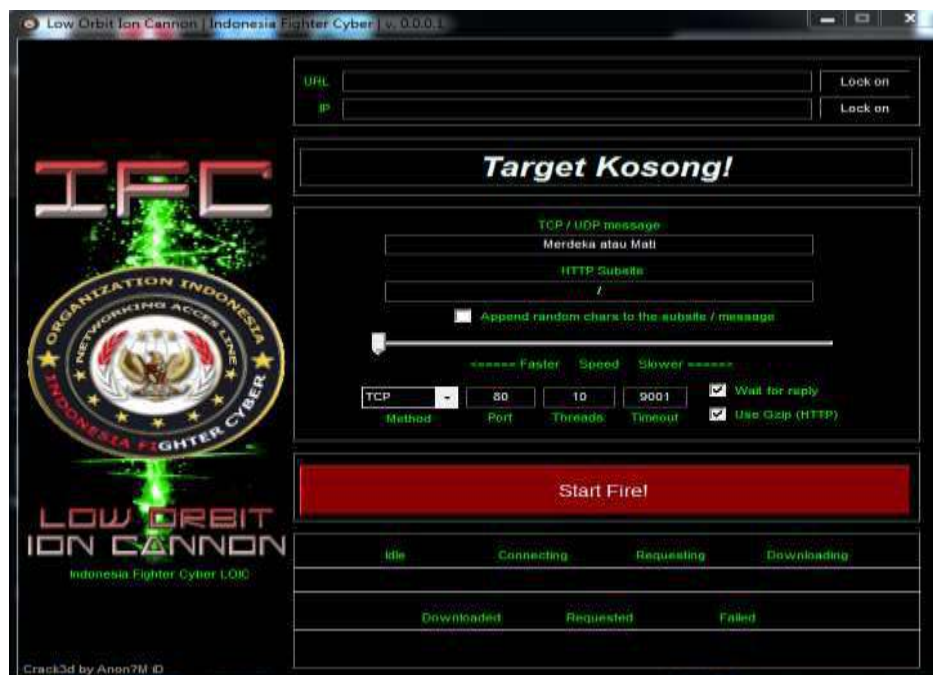 Low Orbit Ion Cannon | Indonesia Fighter Cyber | v. 0.0.0.1
URL
Lock on
IP
Lock on
IFC
Target Kosong!
ORGANIZATION INDONESIA
NETWORKING ACCES LINE
INDONESIA FIGHTER CYBER
TCP / UDP message
Merdeka atau Mati
HTTP Subsite
/
Append random chars to the subsite / message
<===== Faster Speed Slower =====>
TCP
80
10
9001
Wait for reply
Method
Port
Threads
Timeout
Use Gzip (HTTP)
Start Fire!
LOW ORBIT
ION CANNON
Indonesia Fighter Cyber LOIC
Idle Connecting Requesting Downloading
Downloaded Requested Failed
Crack3d by Anon7M iD